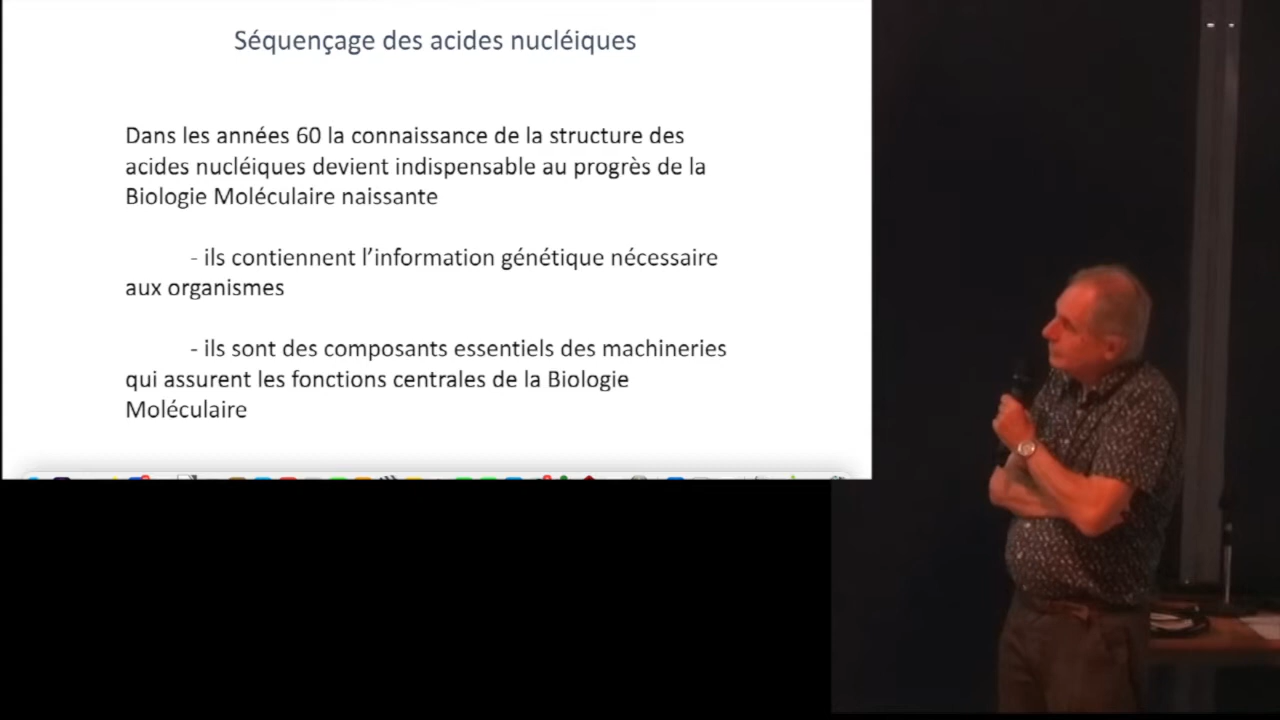 Séquençage des acides nucléiques
Dans les années 60 la connaissance de la structure des
acides nucléiques devient indispensable au progrès de la
Biologie Moléculaire naissante
- ils contiennent l’information génétique nécessaire
aux organismes
- ils sont des composants essentiels des machineries
qui assurent les fonctions centrales de la Biologie
Moléculaire